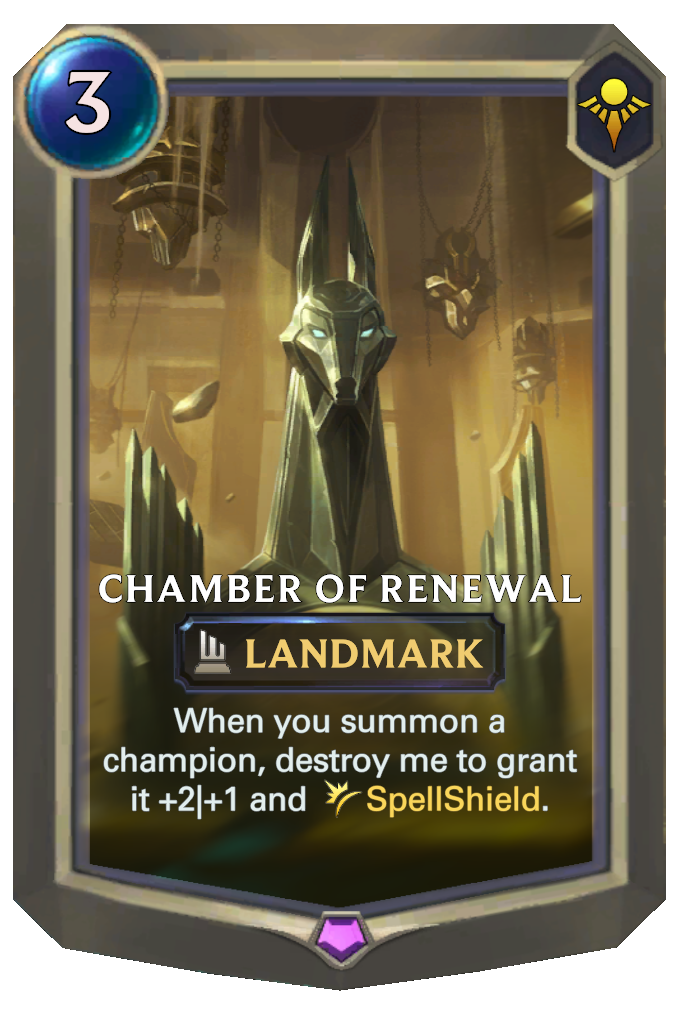 3
CHAMBER OF RENEWAL
LANDMARK
When you summon a
champion, destroy me to grant
it +2|+1 and SpellShield.